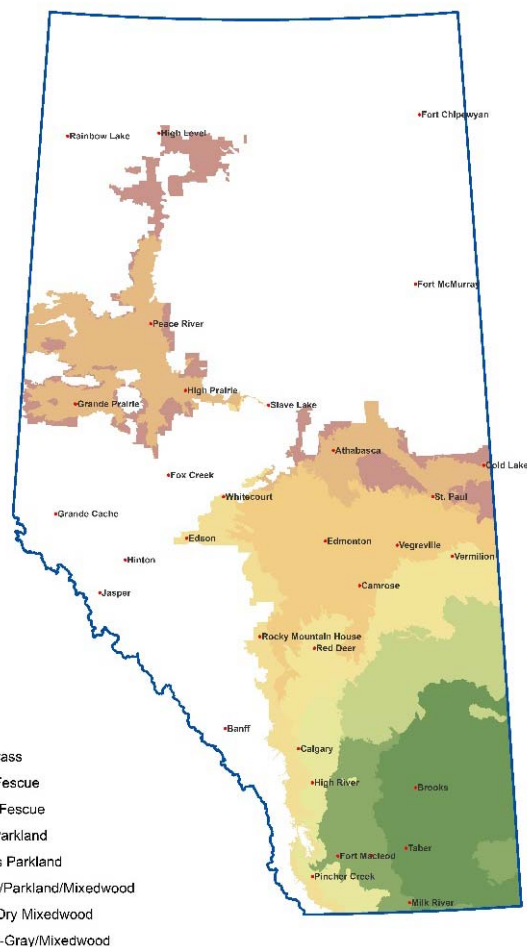 Fort Chipewyan
Rainbow Lake
High Level
Fort McMurray
Peace River
High Prairie
Grande Prairie
Slave Lake
Athabasca
Cold Lake
Fox Creek
Whitecourt
St. Paul
Grande Cache
Edson
Edmonton
Vegreville
Vermilion
Hinton
Camrose
Jasper
Rocky Mountain House
Red Deer
Banff
Calgary
High River
Brooks
Taber
Fort Macleod
Pincher Creek
Milk River
Fescue
Fescue
Parkland
Parkland
/Parkland/Mixedwood
Dry Mixedwood
-Gray/Mixedwood